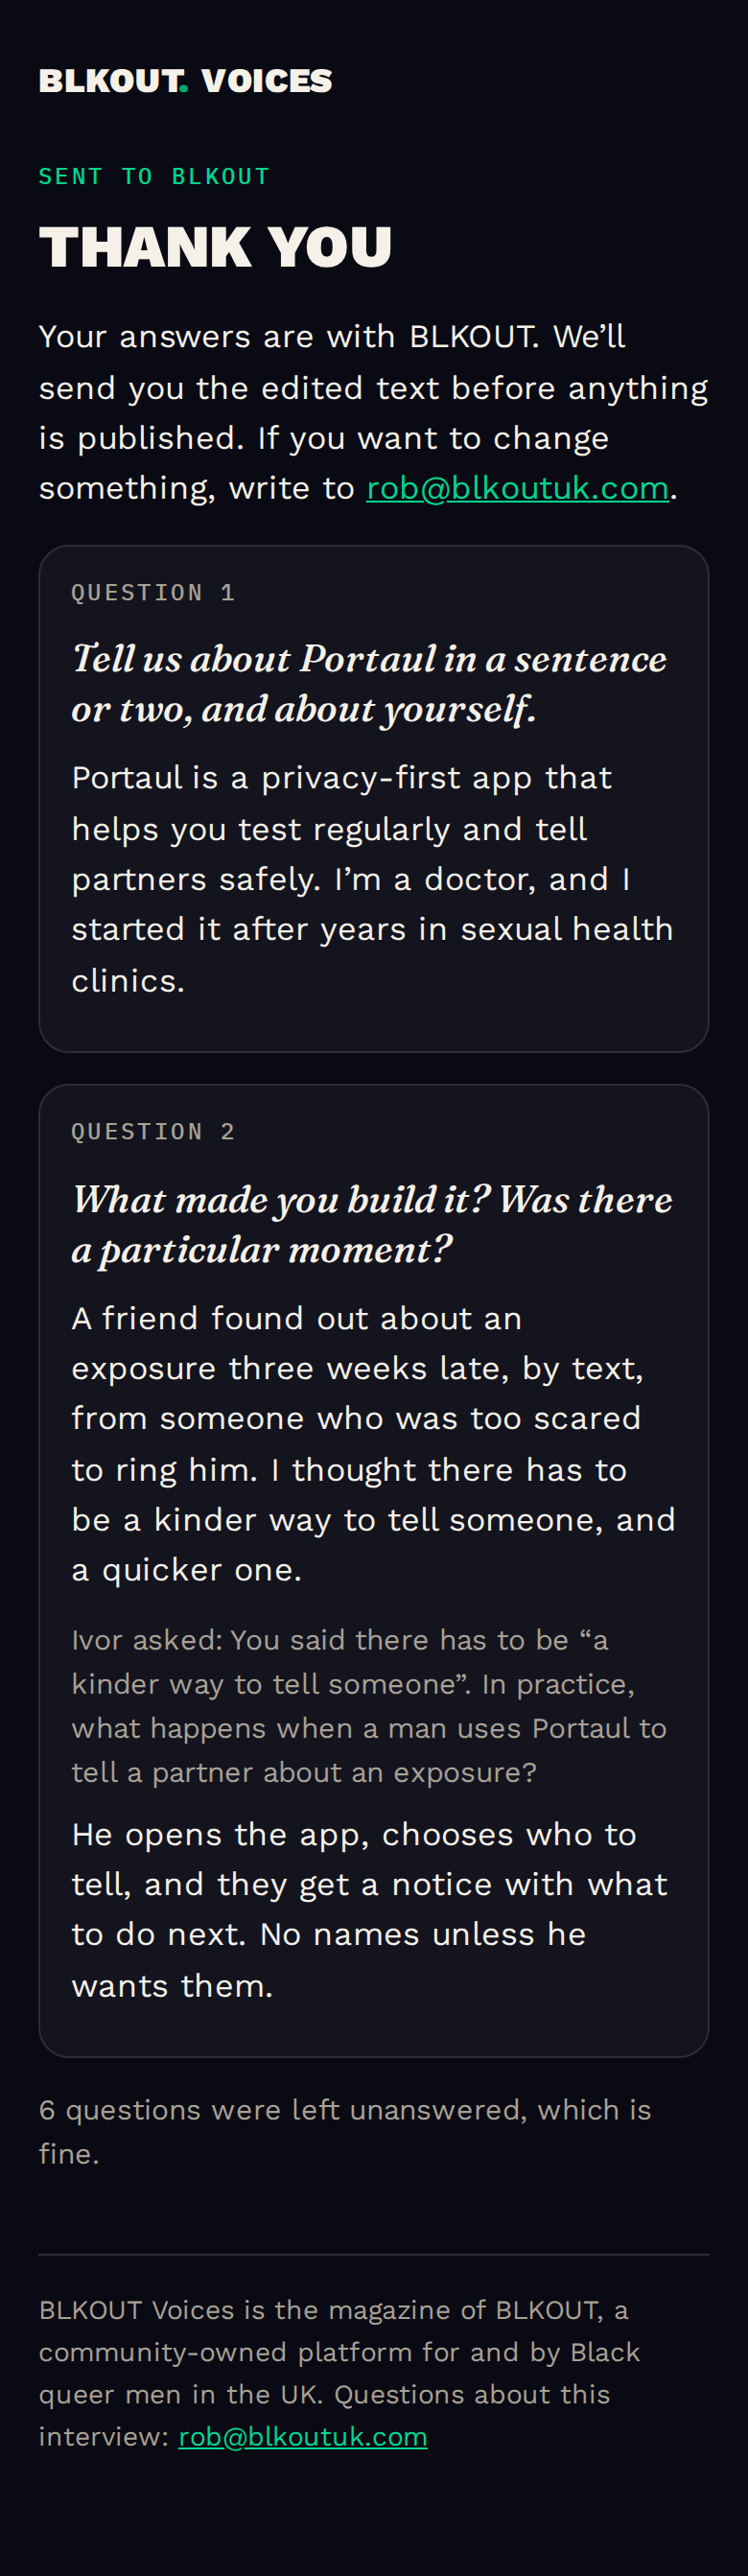 BLKOUT. VOICES
SENT TO BLKOUT
THANK YOU
Your answers are with BLKOUT. We’ll
send you the edited text before anything
is published. If you want to change
something, write to rob@blkoutuk.com.
QUESTION 1
Tell us about Portaul in a sentence
or two, and about yourself.
Portaul is a privacy-first app that
helps you test regularly and tell
partners safely. I’m a doctor, and I
started it after years in sexual health
clinics.
QUESTION 2
What made you build it? Was there
a particular moment?
A friend found out about an
exposure three weeks late, by text,
from someone who was too scared
to ring him. I thought there has to
be a kinder way to tell someone, and
a quicker one.
Ivor asked: You said there has to be “a
kinder way to tell someone”. In practice,
what happens when a man uses Portaul to
tell a partner about an exposure?
He opens the app, chooses who to
tell, and they get a notice with what
to do next. No names unless he
wants them.
6 questions were left unanswered, which is
fine.
BLKOUT Voices is the magazine of BLKOUT, a
community-owned platform for and by Black
queer men in the UK. Questions about this
interview: rob@blkoutuk.com